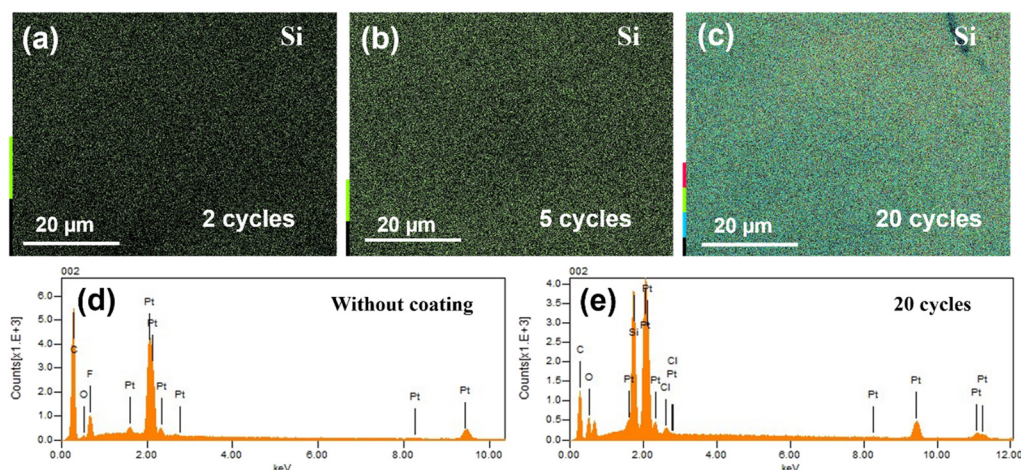 (a) Si
20 µm 2 cycles
(b) Si
20 µm 5 cycles
(c) Si
20 µm 20 cycles
(d) Without coating
002
Counts[x1.E+3]
6.0
5.0
4.0
3.0
2.0
1.0
0.0
C
O
F
Pt
Pt
Pt
Pt
Pt
Pt
Pt
0.00 2.00 4.00 6.00 8.00 10.00
keV
(e) 20 cycles
002
Counts[x1.E+3]
4.0
3.5
3.0
2.5
2.0
1.5
1.0
0.5
0.0
C
O
Pt
Si
Pt
Pt
Pt
Cl
Cl
Pt
Pt
Pt
Pt
Pt
0.00 2.00 4.00 6.00 8.00 10.00 12.00
keV